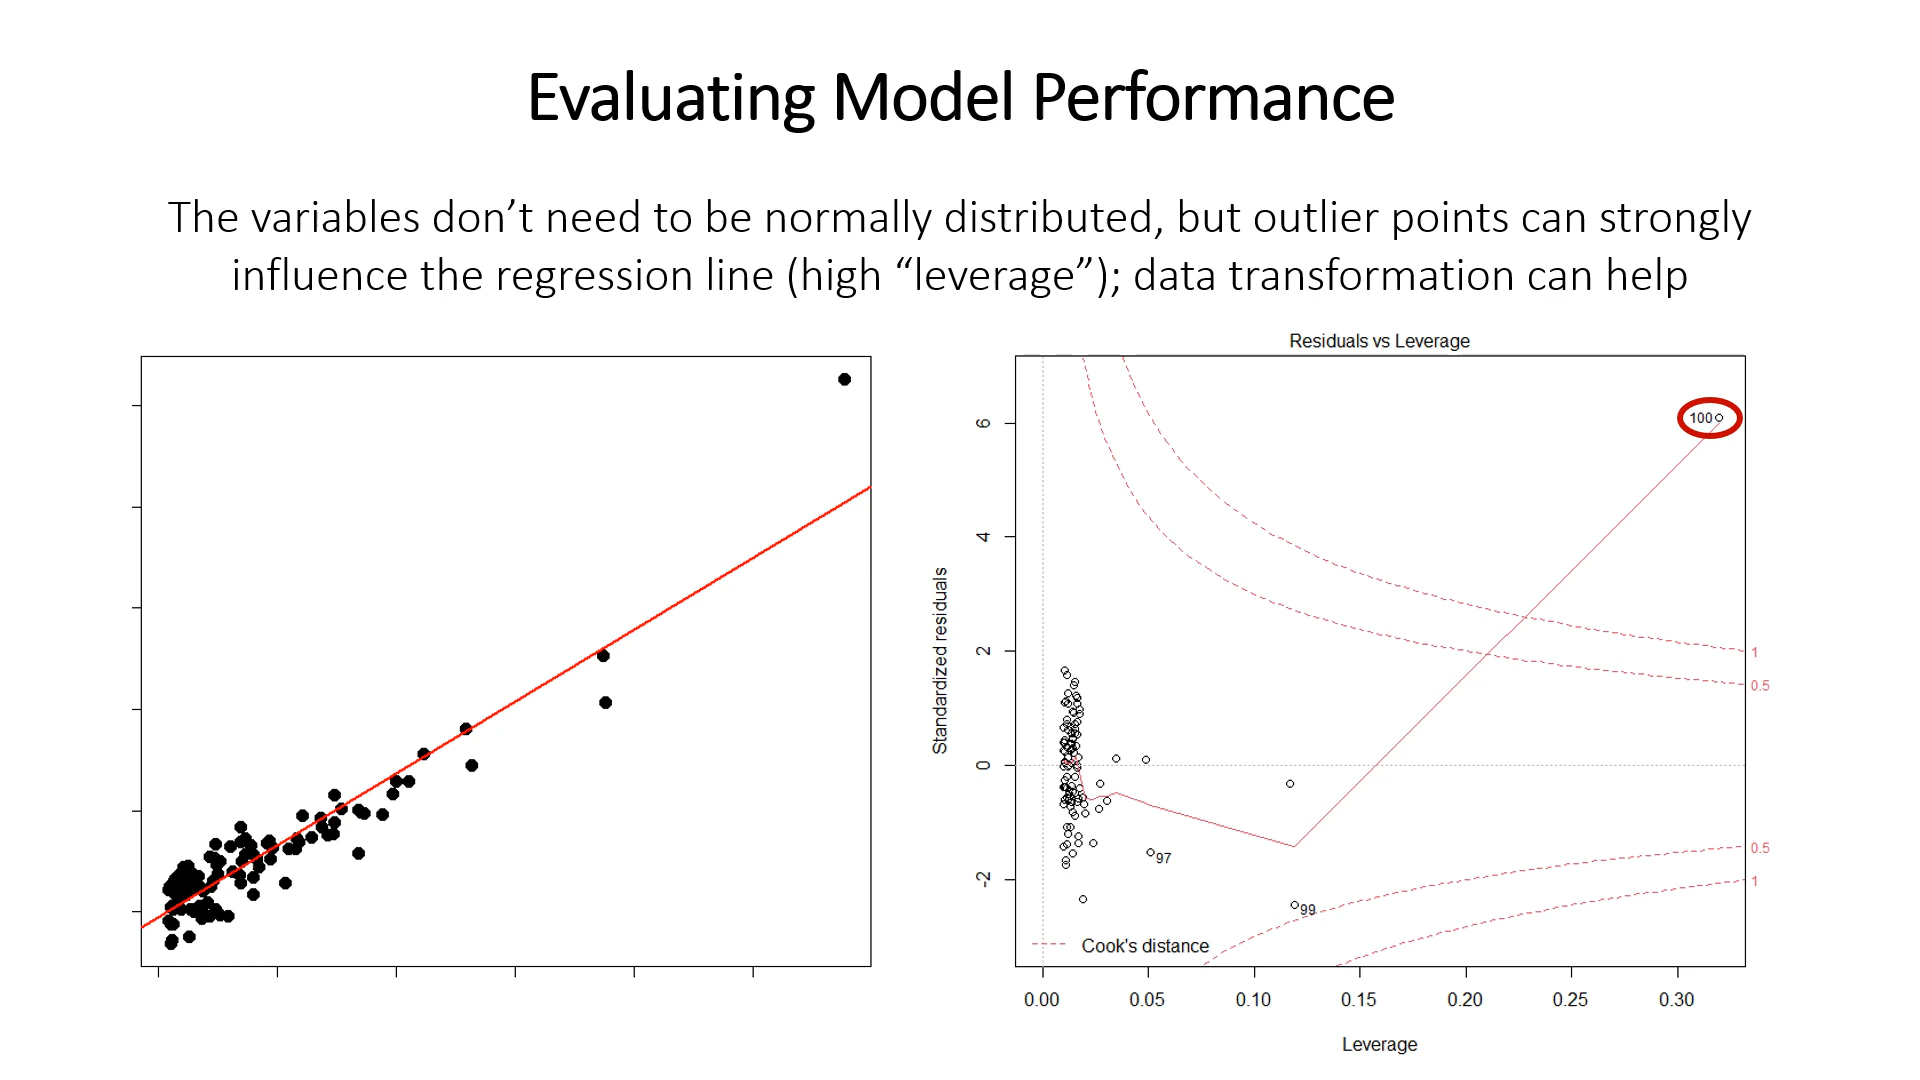 Evaluating Model Performance
The variables don’t need to be normally distributed, but outlier points can strongly
influence the regression line (high “leverage”); data transformation can help
Residuals vs Leverage
Standardized residuals
6
4
2
0
-2
100
1
0.5
0.5
1
97
99
Cook's distance
0.00 0.05 0.10 0.15 0.20 0.25 0.30
Leverage